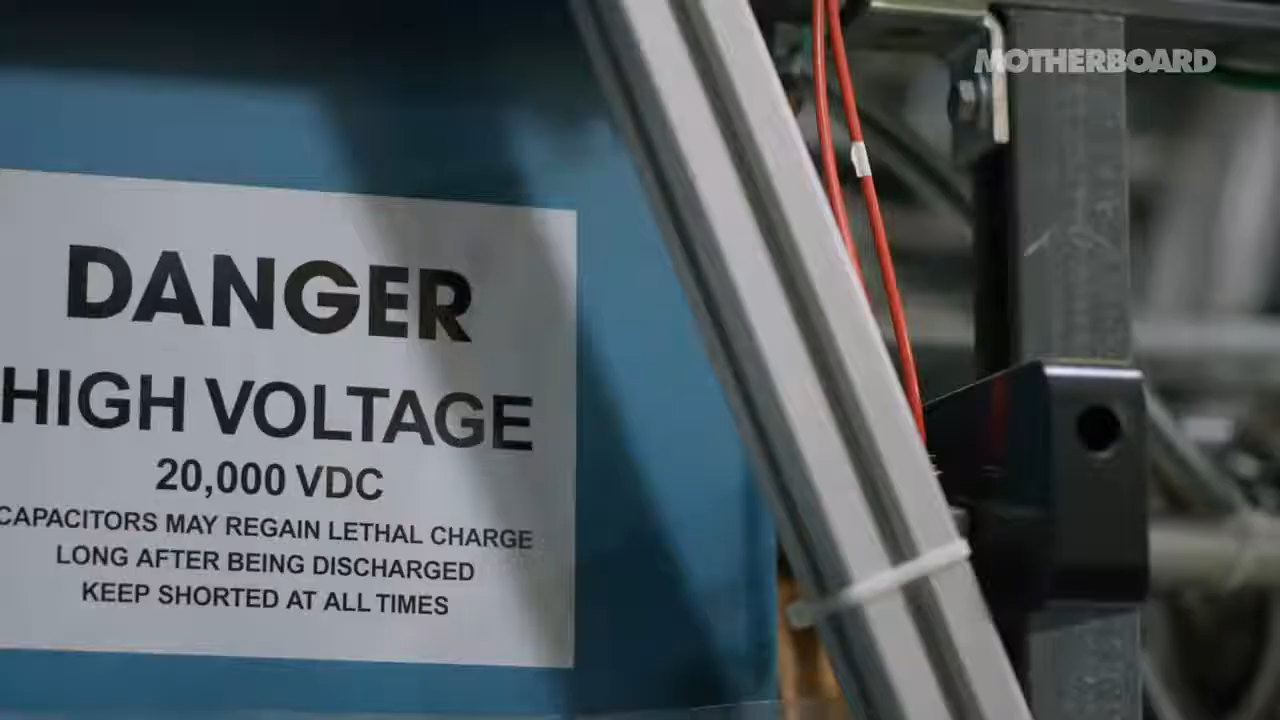 MOTHERBOARD
DANGER
HIGH VOLTAGE
20,000 VDC
CAPACITORS MAY REGAIN LETHAL CHARGE
LONG AFTER BEING DISCHARGED
KEEP SHORTED AT ALL TIMES